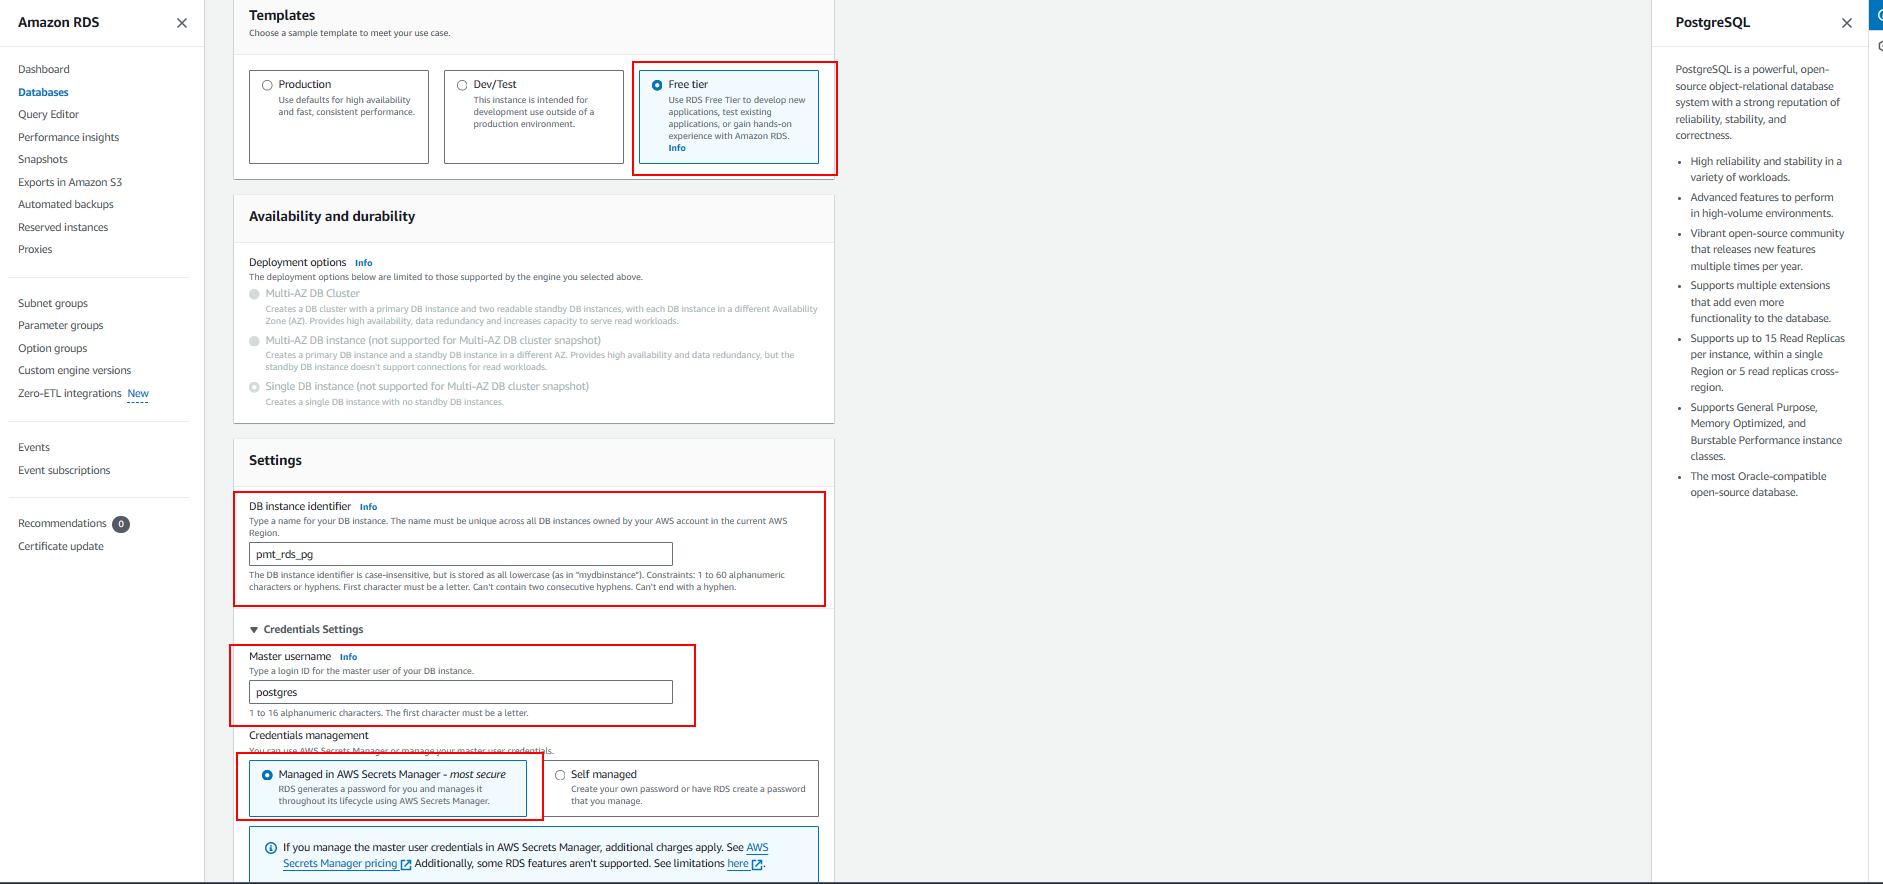 Amazon RDS
Dashboard
Databases
Query Editor
Performance insights
Snapshots
Exports in Amazon S3
Automated backups
Reserved instances
Proxies
Subnet groups
Parameter groups
Option groups
Custom engine versions
Zero-ETL integrations New
Events
Event subscriptions
Recommendations 0
Certificate update
Templates
Choose a sample template to meet your use case.
Production
Use defaults for high availability
and fast, consistent performance.
Dev/Test
This instance is intended for
development use outside of a
production environment.
Free tier
Use RDS Free Tier to develop new
applications, test existing
applications, or gain hands-on
experience with Amazon RDS.
Info
Availability and durability
Deployment options Info
The deployment options below are limited to those supported by the engine you selected above.
Multi-AZ DB Cluster
Creates a DB cluster with a primary DB instance and two readable standby DB instances, with each DB instance in a different Availability
Zone (AZ). Provides high availability, data redundancy and increases capacity to serve read workloads.
Multi-AZ DB instance (not supported for Multi-AZ DB cluster snapshot)
Creates a primary DB instance and a standby DB instance in a different AZ. Provides high availability and data redundancy, but the
standby DB instance doesn't support connections for read workloads.
Single DB instance (not supported for Multi-AZ DB cluster snapshot)
Creates a single DB instance with no standby DB instances.
Settings
DB instance identifier Info
Type a name for your DB instance. The name must be unique across all DB instances owned by your AWS account in the current AWS
Region.
pmt_rds_pg
The DB instance identifier is case-insensitive, but is stored as all lowercase (as in "mydbinstance"). Constraints: 1 to 60 alphanumeric
characters or hyphens. First character must be a letter. Can't contain two consecutive hyphens. Can't end with a hyphen.
Credentials Settings
Master username Info
Type a login ID for the master user of your DB instance.
postgres
1 to 16 alphanumeric characters. The first character must be a letter.
Credentials management
You can use AWS Secrets Manager or manage your master user credentials.
Managed in AWS Secrets Manager - most secure
RDS generates a password for you and manages it
throughout its lifecycle using AWS Secrets Manager.
Self managed
Create your own password or have RDS create a password
that you manage.
If you manage the master user credentials in AWS Secrets Manager, additional charges apply. See AWS
Secrets Manager pricing Additionally, some RDS features aren't supported. See limitations here.
PostgreSQL
PostgreSQL is a powerful, open-
source object-relational database
system with a strong reputation of
reliability, stability, and
correctness.
• High reliability and stability in a
variety of workloads.
• Advanced features to perform
in high-volume environments.
• Vibrant open-source community
that releases new features
multiple times per year.
• Supports multiple extensions
that add even more
functionality to the database.
• Supports up to 15 Read Replicas
per instance, within a single
Region or 5 read replicas cross-
region.
• Supports General Purpose,
Memory Optimized, and
Burstable Performance instance
classes.
• The most Oracle-compatible
open-source database.